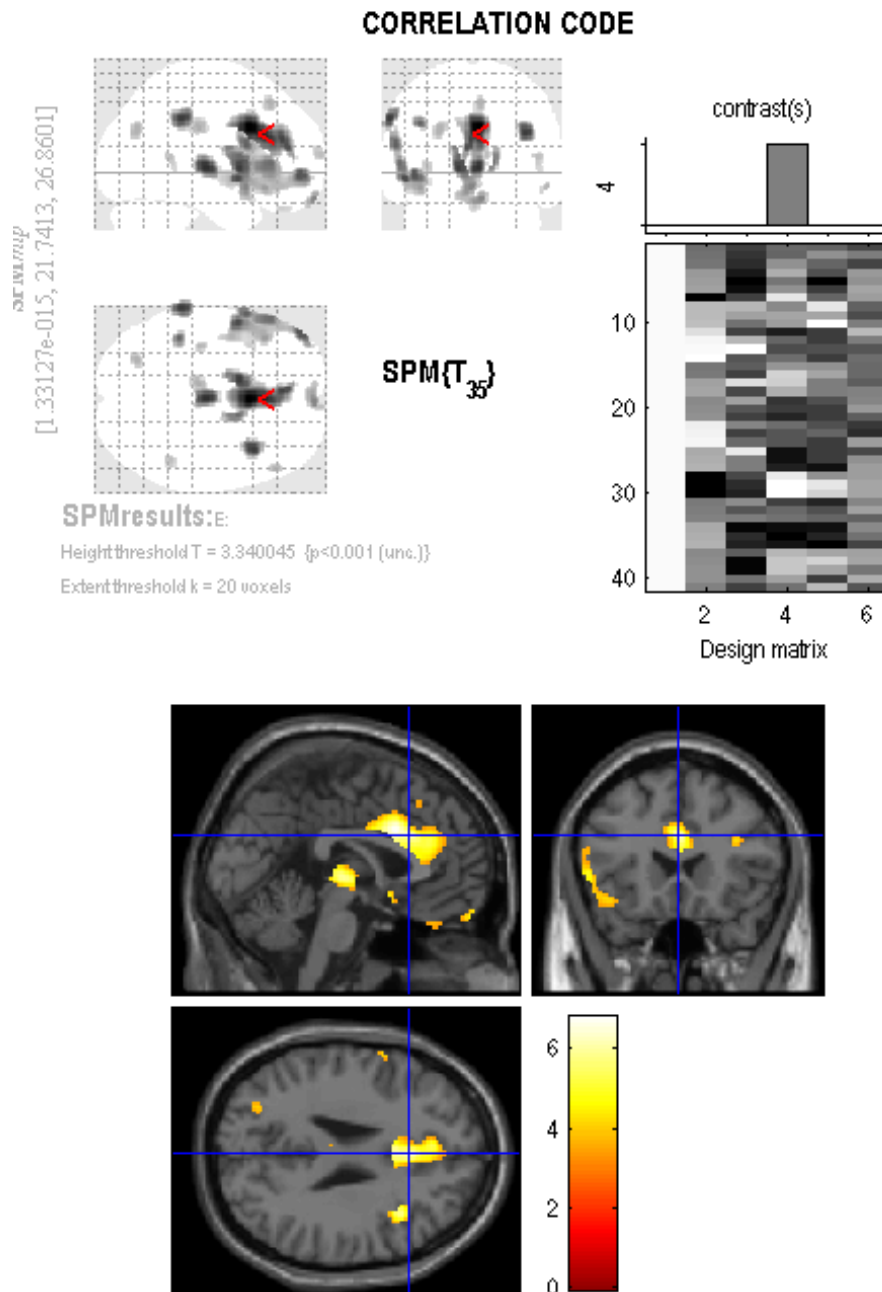 CORRELATION CODE
SPMmip
[1.33127e-015, 21.7413, 26.8601]
<
<
<
SPM{T35}
SPMresults:E:
Height threshold T = 3.340045 {p<0.001 (unc.)}
Extent threshold k = 20 voxels
contrast(s)
4
10
20
30
40
2 4 6
Design matrix
6
4
2
0